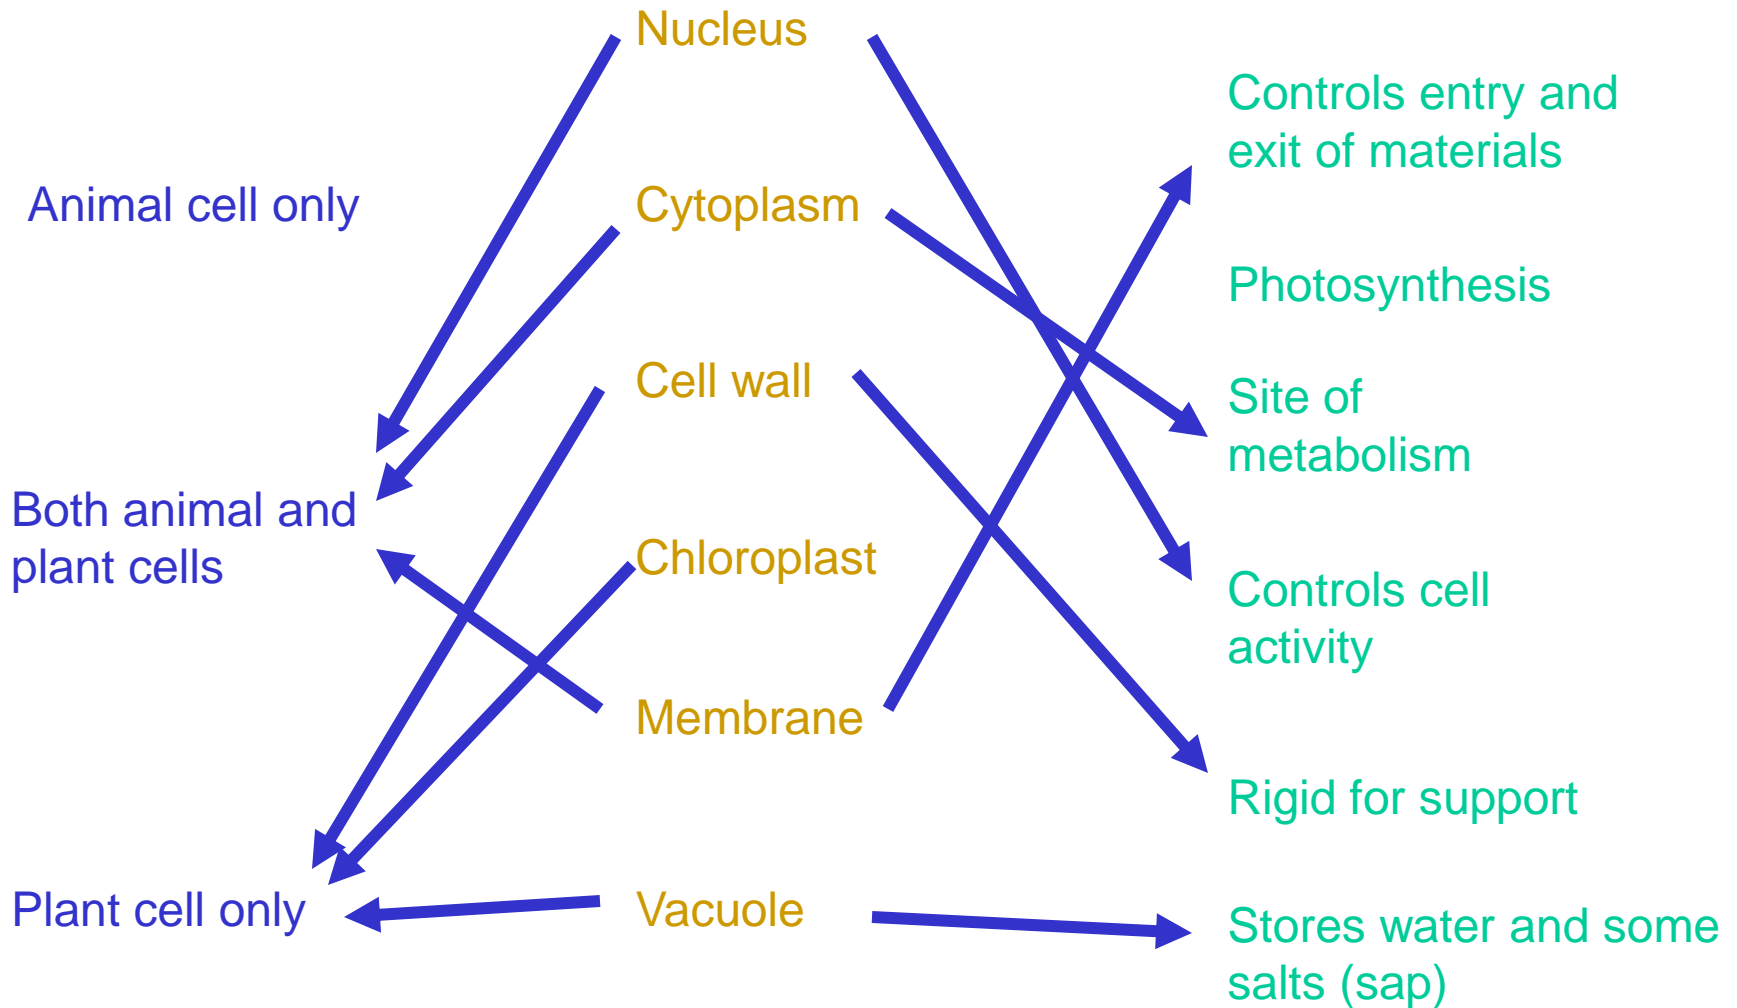 Animal cell only
Both animal and
plant cells
Plant cell only
Nucleus
Cytoplasm
Cell wall
Chloroplast
Membrane
Vacuole
Controls entry and
exit of materials
Photosynthesis
Site of
metabolism
Controls cell
activity
Rigid for support
Stores water and some
salts (sap)